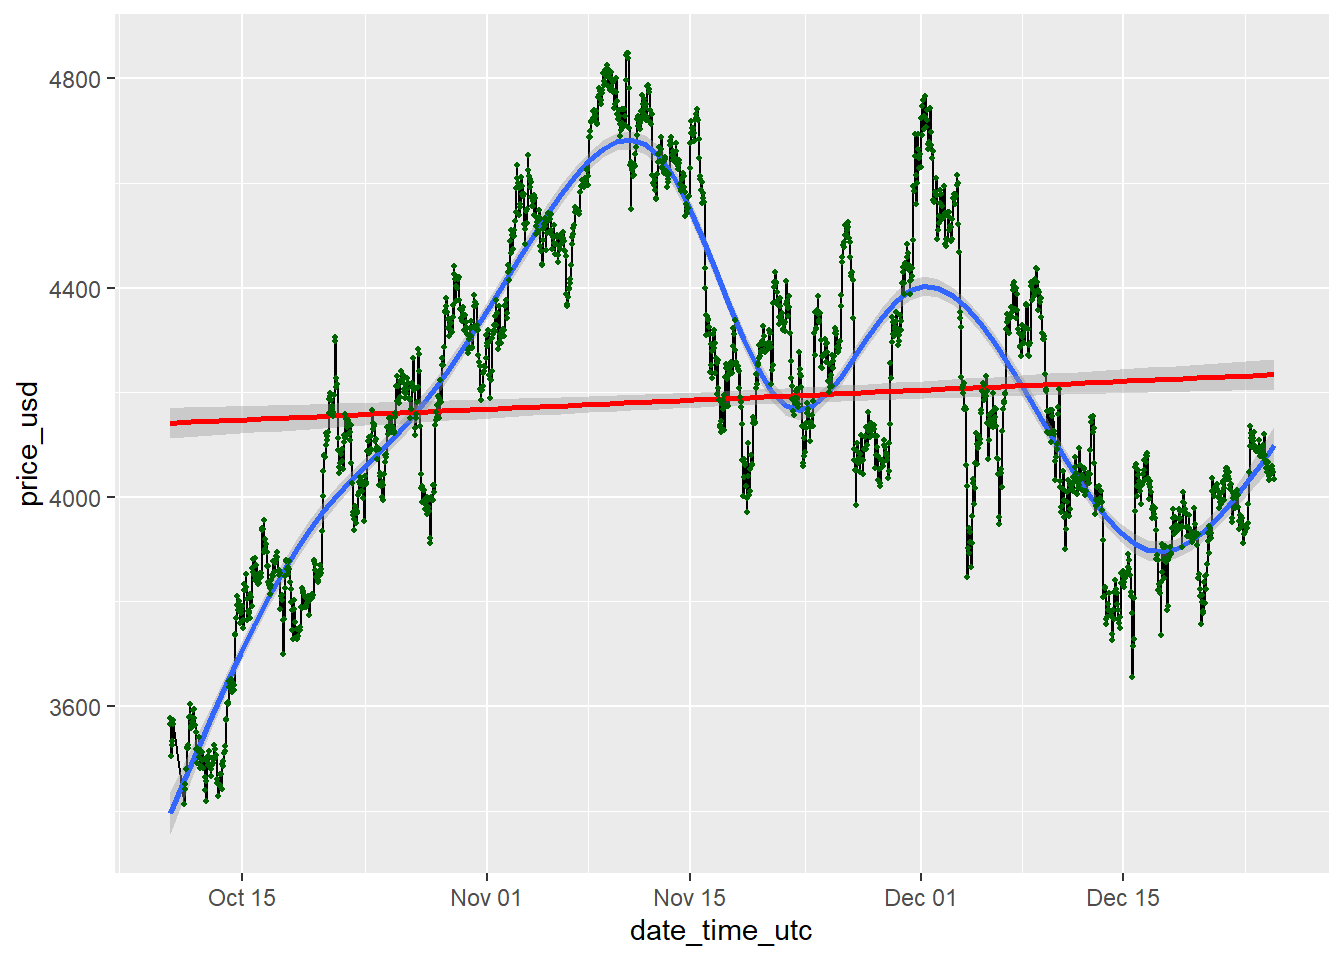 4800
4400
4000
3600
price_usd
Oct 15
Nov 01
Nov 15
Dec 01
Dec 15
date_time_utc